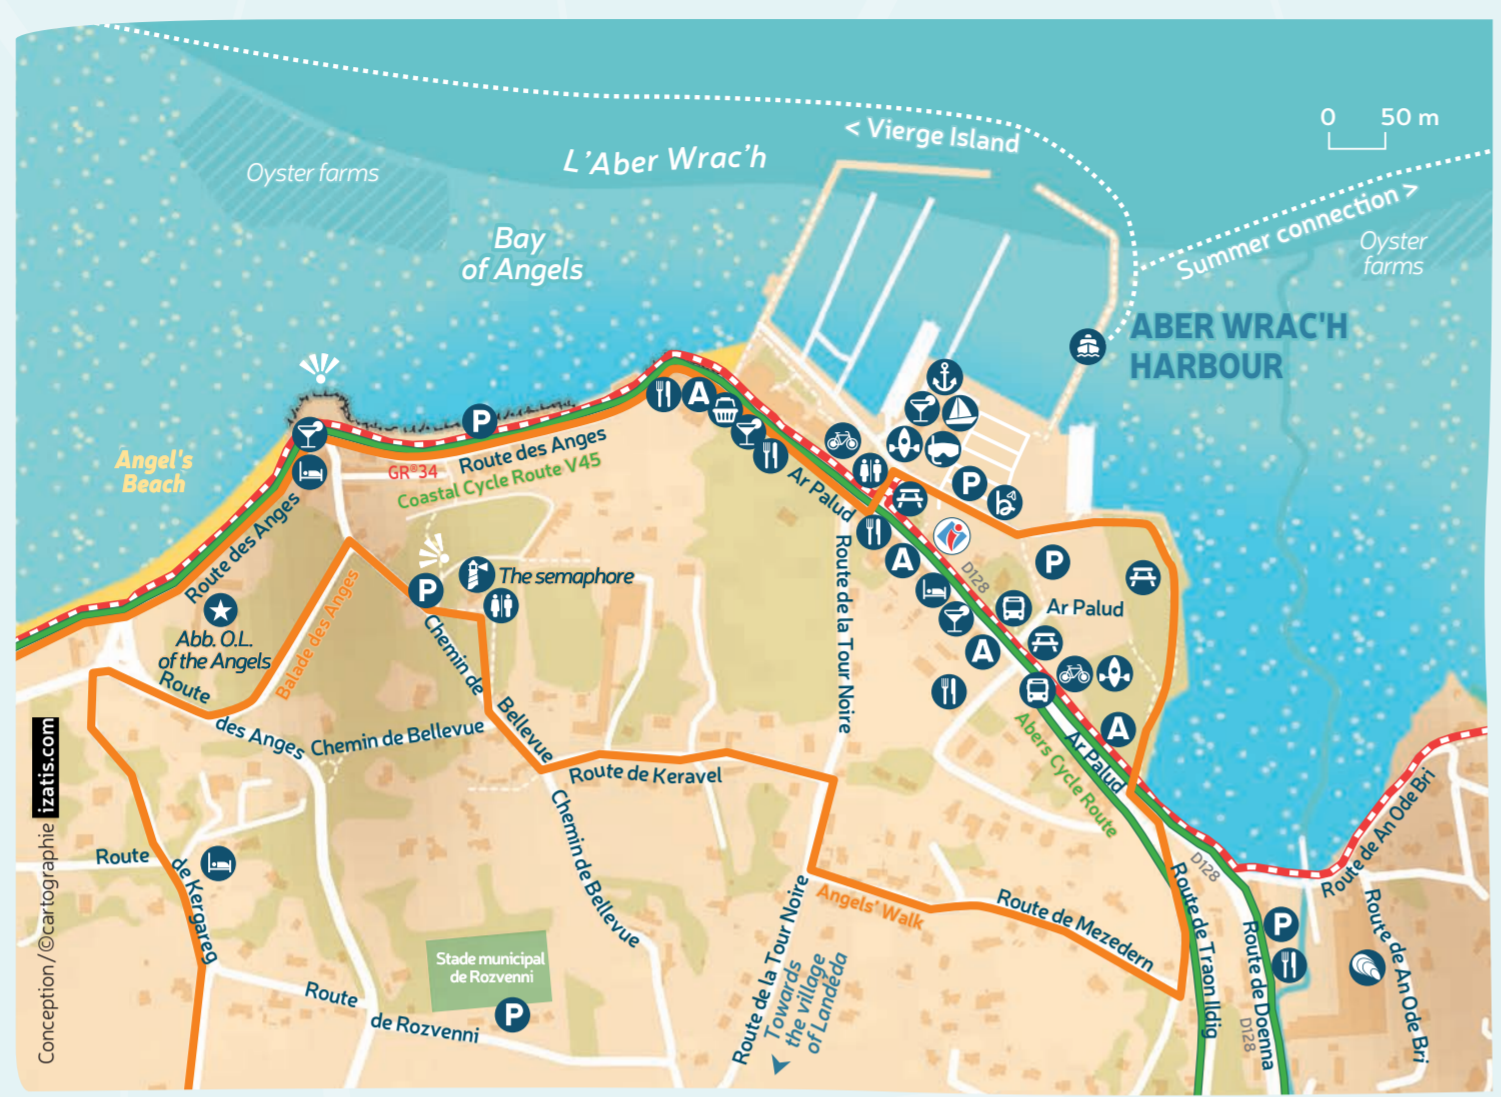 0 50 m
< Vierge Island
L'Aber Wrac'h
Oyster farms
Summer connection >
Oyster
farms
Bay
of Angels
ABER WRAC'H
HARBOUR
Angel's
Beach
P
A
Route des Anges
GR®34
Coastal Cycle Route V45
Ar Palud
P
Route des Anges
A
D128
P
P
The semaphore
Ar Palud
Abb. O.L.
of the Angels
Balade des Anges
Chemin de
Bellevue
Route de la Tour Noire
A
Route
des Anges
Chemin de Bellevue
A
Ar Palud
Abers Cycle Route
Route de Keravel
Route de An Ode Bri
Route
de Kergareg
Chemin de Bellevue
D128
Angels' Walk
Route de Mezedern
Route de la Tour Noire
Towards
the village
of Landéda
Route de Traon Ildig
Route de Doenna
D128
P
Route de An Ode Bri
Stade municipal
de Rozvenni
P
Route
de Rozvenni
Conception/©cartographie izatis.com